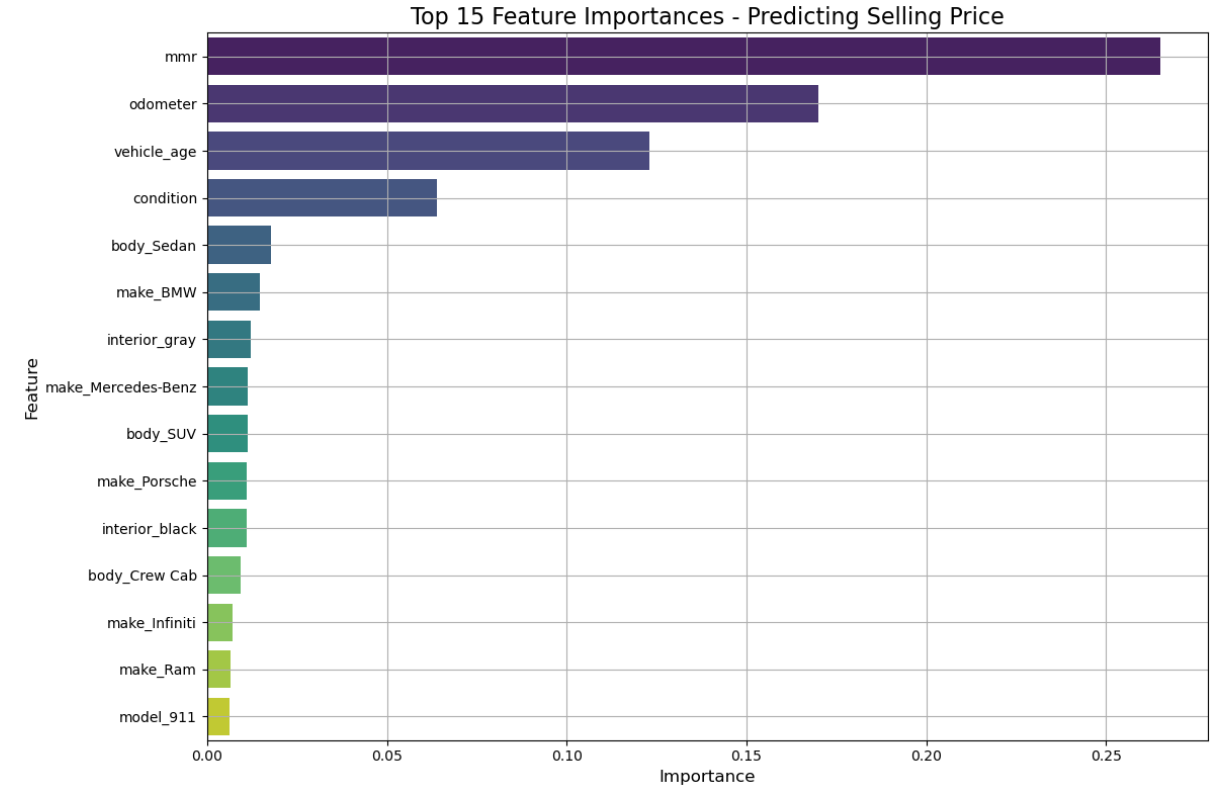 Top 15 Feature Importances - Predicting Selling Price
mmr
odometer
vehicle_age
condition
body_Sedan
make_BMW
interior_gray
make_Mercedes-Benz
body_SUV
make_Porsche
interior_black
body_Crew Cab
make_Infiniti
make_Ram
model_911
Feature
0.00 0.05 0.10 0.15 0.20 0.25
Importance